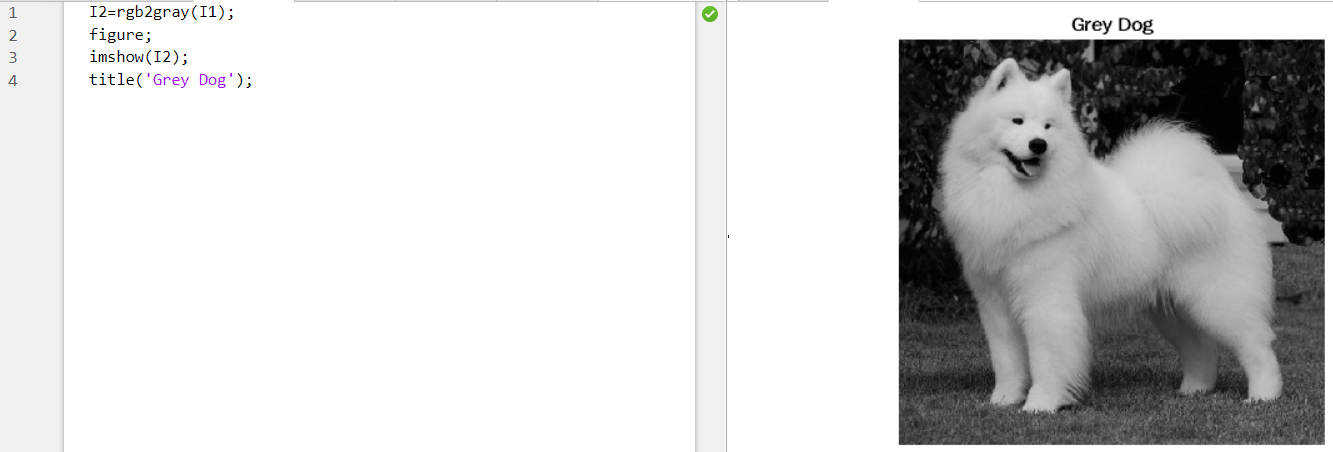 1 I2=rgb2gray(I1);
2 figure;
3 imshow(I2);
4 title('Grey Dog');
Grey Dog